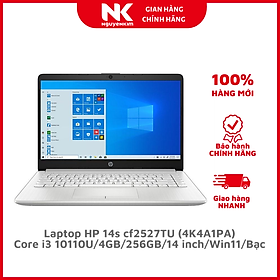 NK
NGUYENKIM
GIAN HÀNG
CHÍNH HÃNG
100%
HÀNG MỚI
Bảo hành
CHÍNH HÃNG
Giao hàng
NHANH
Laptop HP 14s cf2527TU (4K4A1PA)
Core i3 10110U/4GB/256GB/14 inch/Win11/Bạc